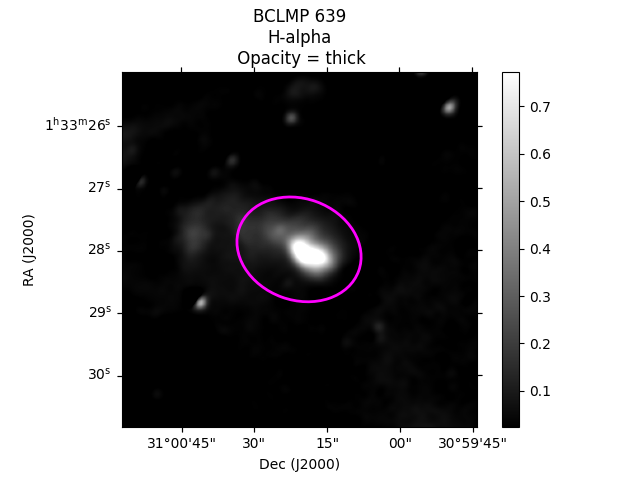 BCLMP 639
H-alpha
Opacity = thick
1ʰ33ᵐ26ˢ
27ˢ
28ˢ
29ˢ
30ˢ
RA (J2000)
31°00'45" 30" 15" 00" 30°59'45"
Dec (J2000)
0.7
0.6
0.5
0.4
0.3
0.2
0.1